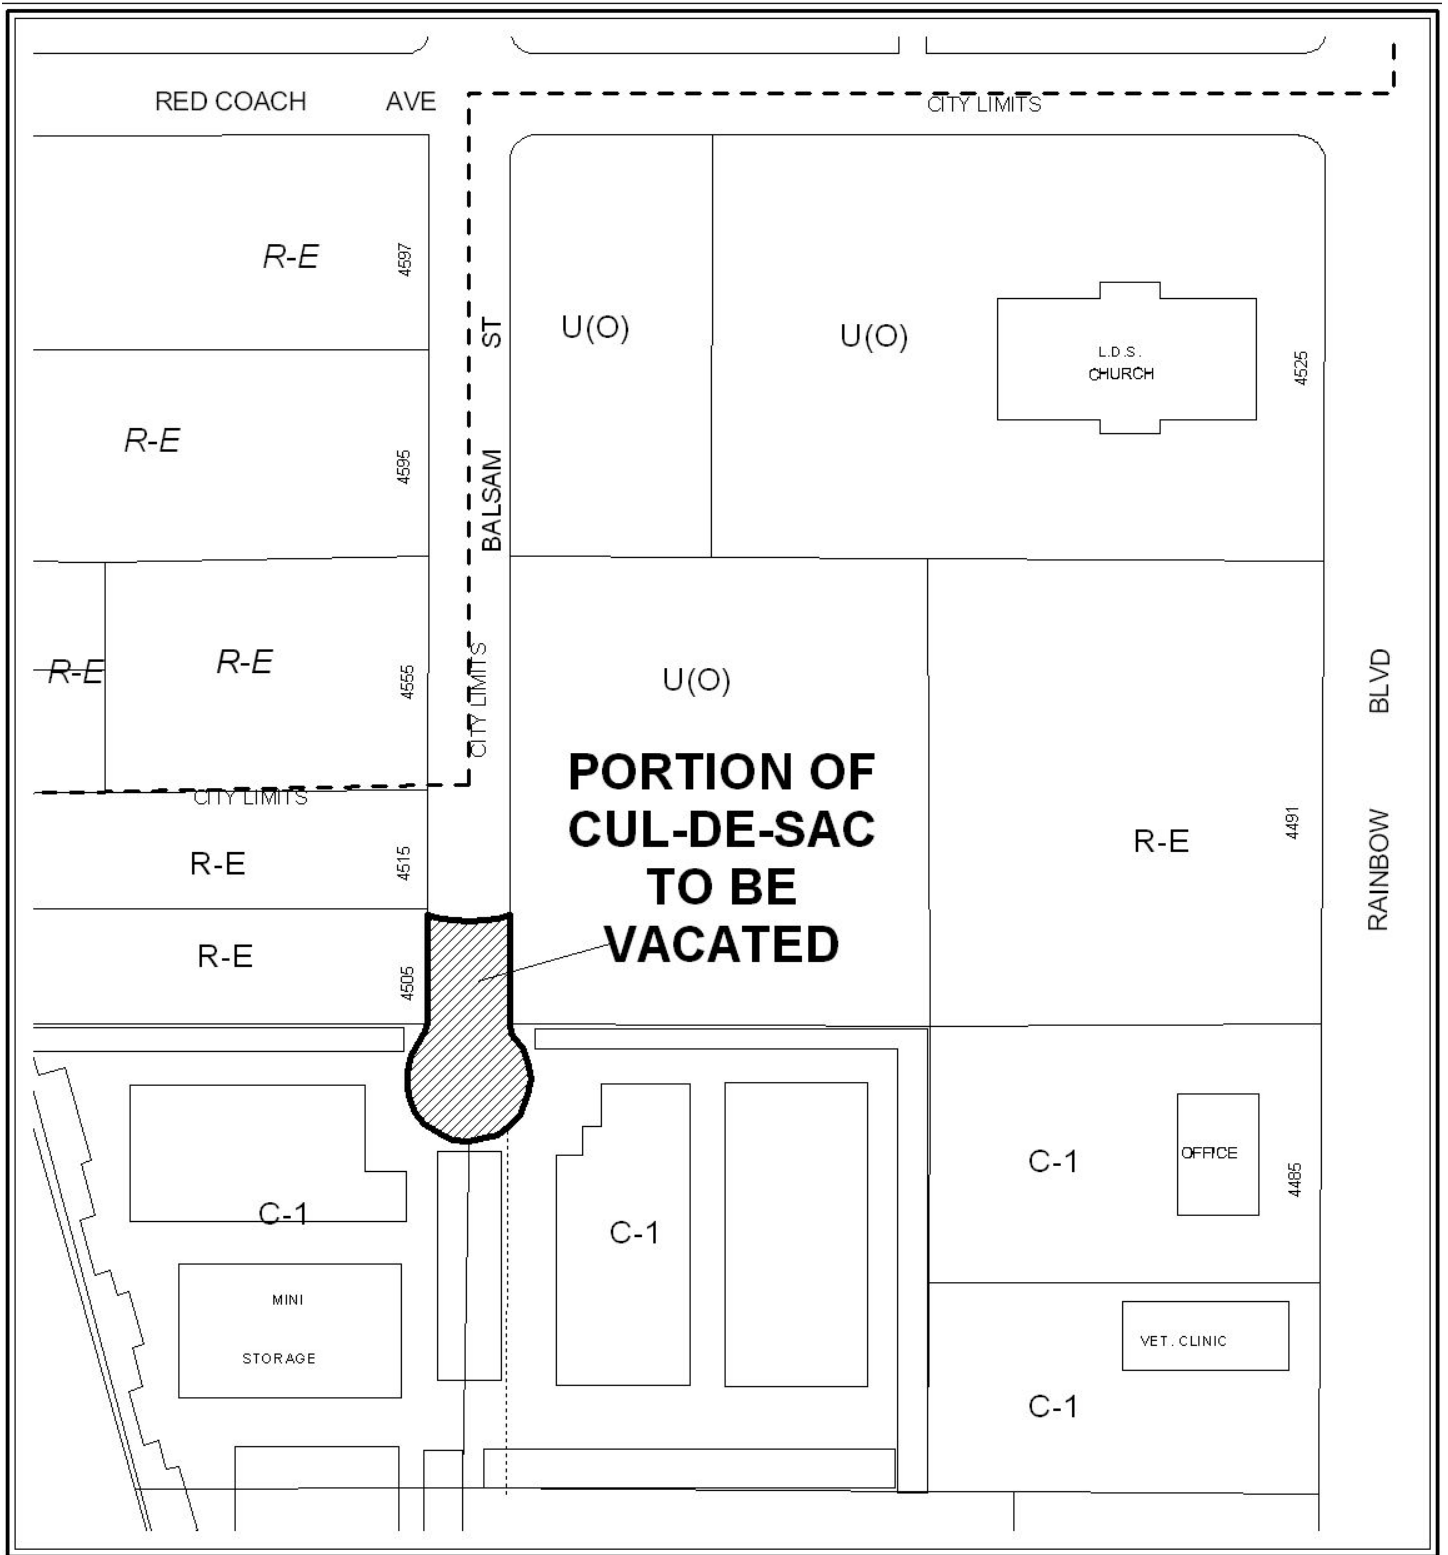 RED COACH AVE
CITY LIMITS
R-E
4597
U(O)
ST
U(O)
L.D.S.
CHURCH
4525
R-E
4595
BALSAM
R-E
R-E
4555
CITY LIMITS
U(O)
BLVD
PORTION OF
CUL-DE-SAC
TO BE
VACATED
CITY LIMITS
R-E
4515
R-E
4491
RAINBOW
R-E
4505
C-1
OFFICE
4485
C-1
C-1
MINI
STORAGE
VET. CLINIC
C-1